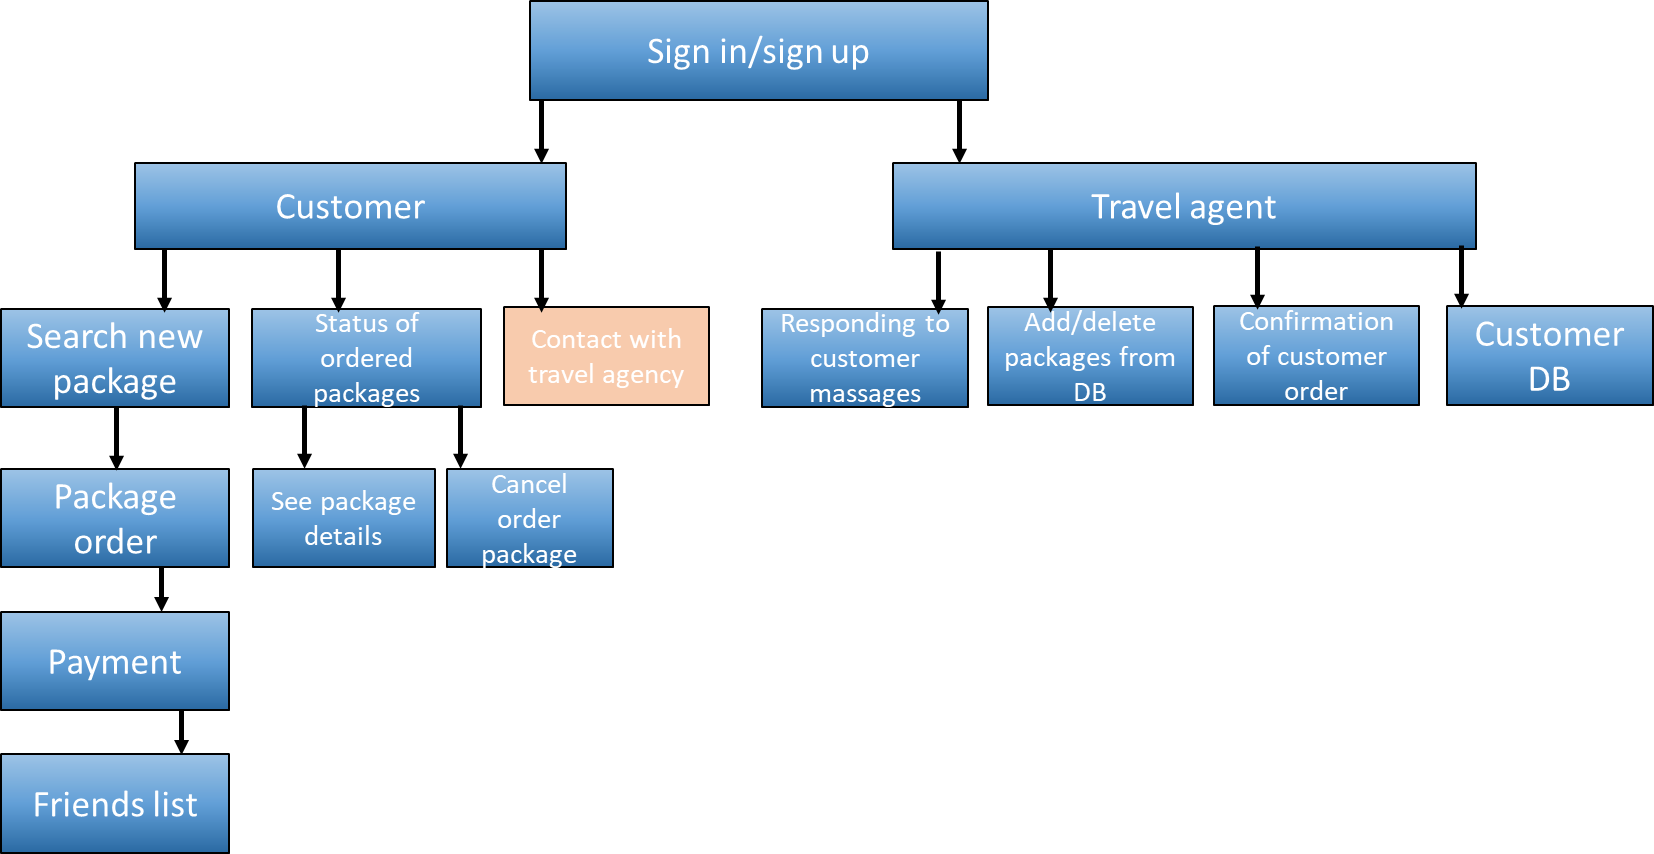 Sign in/sign up
Customer
Travel agent
Search new
package
Status of
ordered
packages
Contact with
travel agency
Responding to
customer
massages
Add/delete
packages from
DB
Confirmation
of customer
order
Customer
DB
Package
order
See package
details
Cancel
order
package
Payment
Friends list